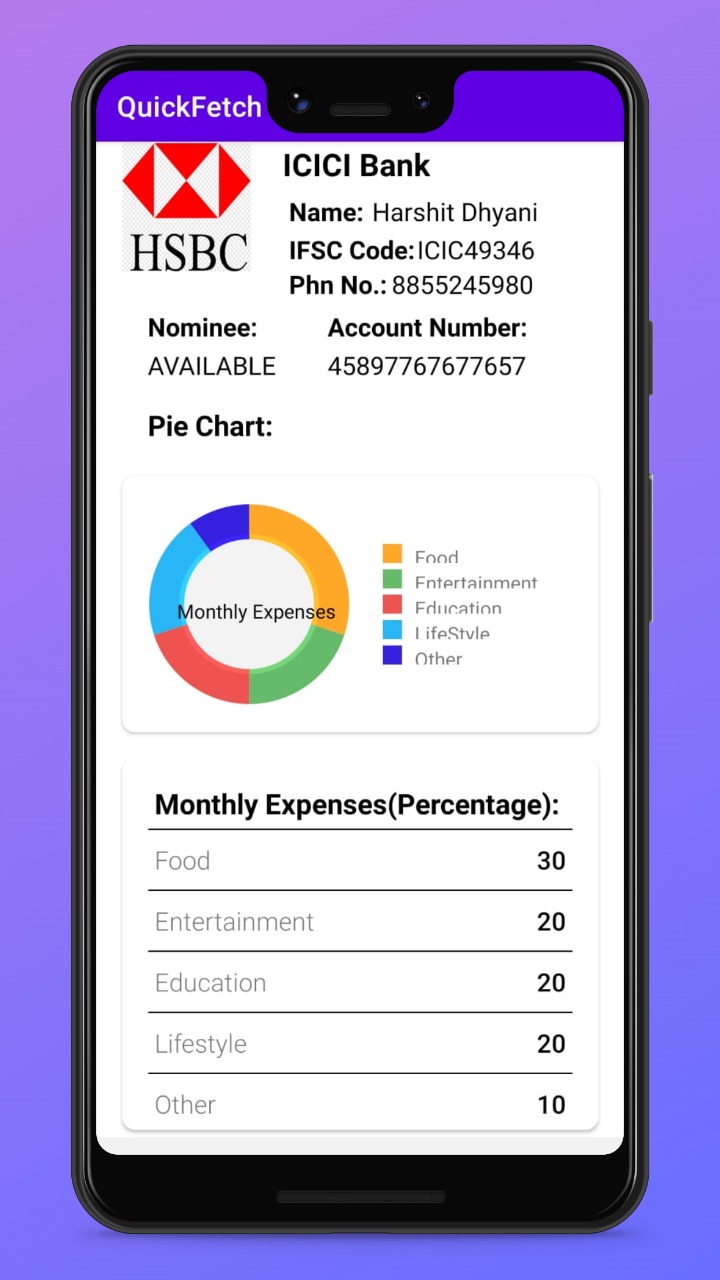 QuickFetch
HSBC
ICICI Bank
Name: Harshit Dhyani
IFSC Code:ICIC49346
Phn No.: 8855245980
Nominee: Account Number:
AVAILABLE 45897767677657
Pie Chart:
Monthly Expenses
Food
Entertainment
Education
LifeStyle
Other
Monthly Expenses(Percentage):
Food 30
Entertainment 20
Education 20
Lifestyle 20
Other 10